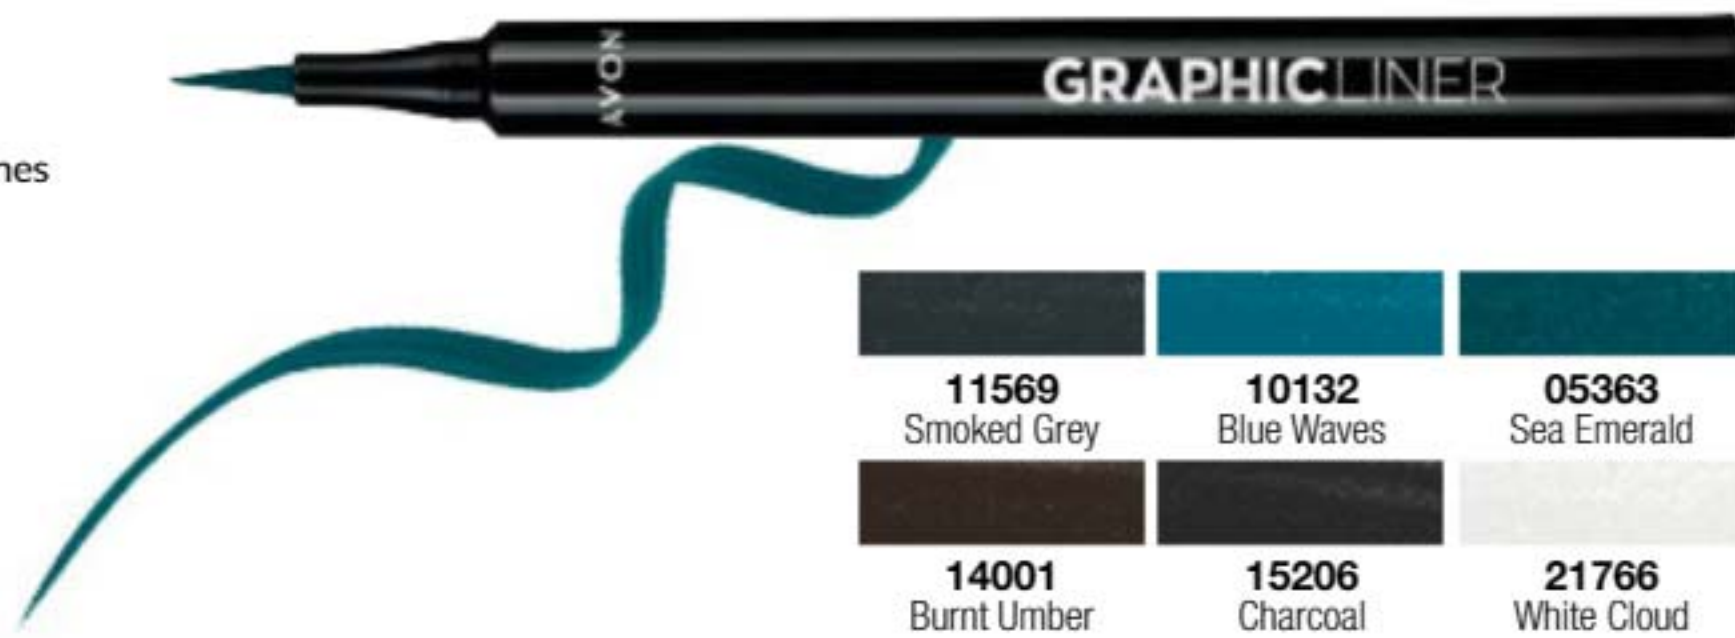 AVON
GRAPHICLINER
11569
Smoked Grey
10132
Blue Waves
05363
Sea Emerald
14001
Burnt Umber
15206
Charcoal
21766
White Cloud